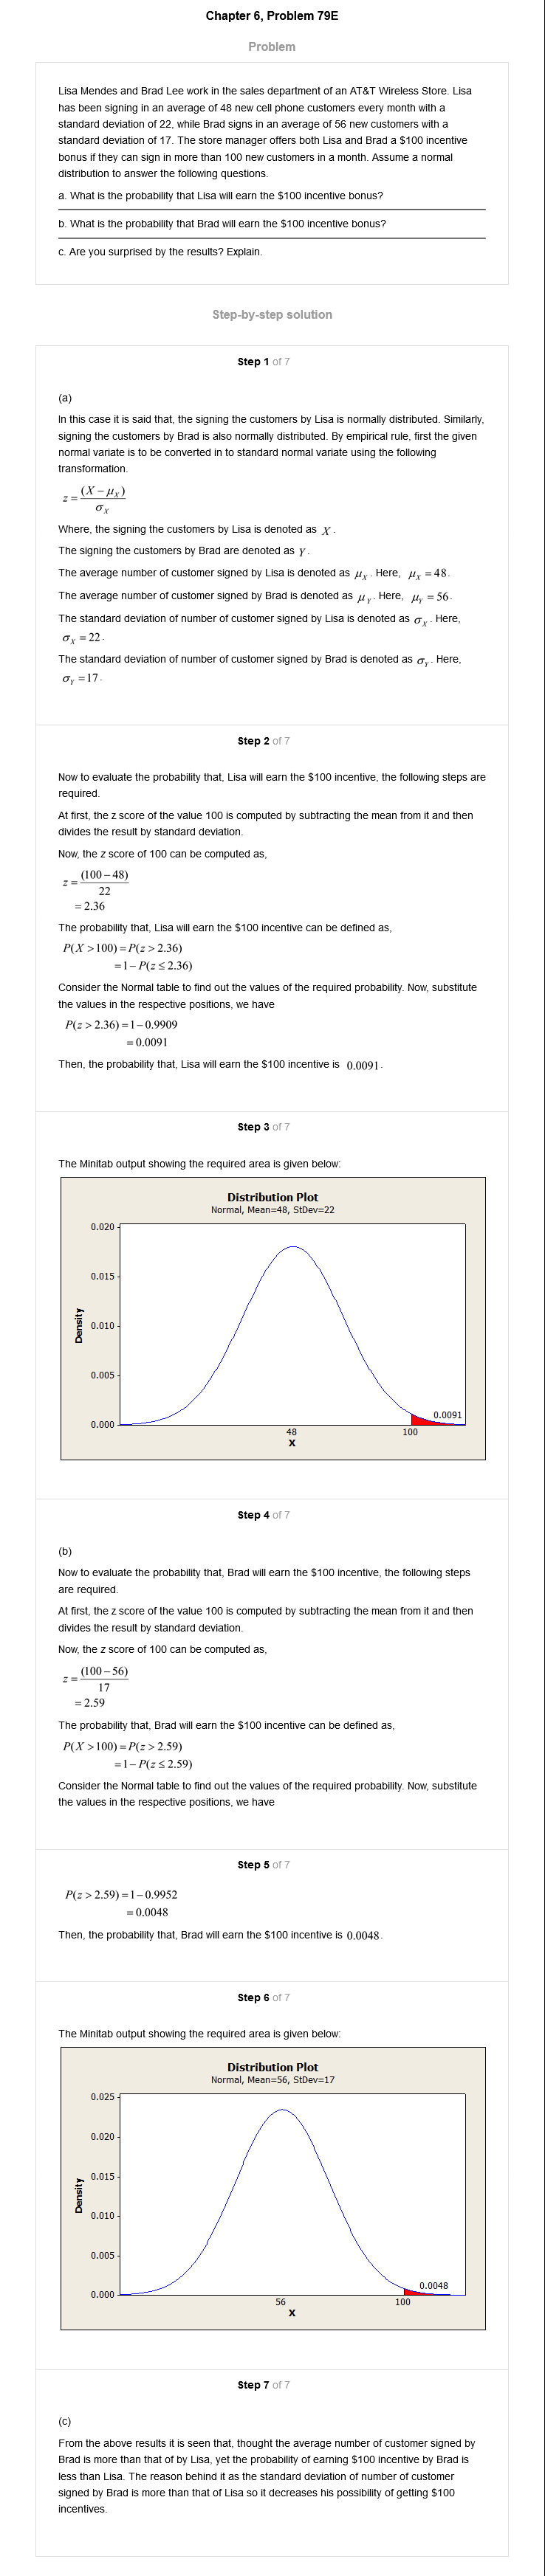 Chapter 6, Problem 79E
Problem
Lisa Mendes and Brad Lee work in the sales department of an AT&T Wireless Store. Lisa
has been signing in an average of 48 new cell phone customers every month with a
standard deviation of 22, while Brad signs in an average of 56 new customers with a
standard deviation of 17. The store manager offers both Lisa and Brad a $100 incentive
bonus if they can sign in more than 100 new customers in a month. Assume a normal
distribution to answer the following questions.
a. What is the probability that Lisa will earn the $100 incentive bonus?
b. What is the probability that Brad will earn the $100 incentive bonus?
c. Are you surprised by the results? Explain.
Step-by-step solution
Step 1 of 7
(a)
In this case it is said that, the signing the customers by Lisa is normally distributed. Similarly,
signing the customers by Brad is also normally distributed. By empirical rule, first the given
normal variate is to be converted in to standard normal variate using the following
transformation.
z = (X − μ_X) / σ_X
Where, the signing the customers by Lisa is denoted as X .
The signing the customers by Brad are denoted as Y .
The average number of customer signed by Lisa is denoted as μ_X . Here, μ_X = 48.
The average number of customer signed by Brad is denoted as μ_Y . Here, μ_Y = 56.
The standard deviation of number of customer signed by Lisa is denoted as σ_X . Here,
σ_X = 22.
The standard deviation of number of customer signed by Brad is denoted as σ_Y . Here,
σ_Y = 17.
Step 2 of 7
Now to evaluate the probability that, Lisa will earn the $100 incentive, the following steps are
required.
At first, the z score of the value 100 is computed by subtracting the mean from it and then
divides the result by standard deviation.
Now, the z score of 100 can be computed as,
z = (100 − 48) / 22
= 2.36
The probability that, Lisa will earn the $100 incentive can be defined as,
P(X > 100) = P(z > 2.36)
= 1 − P(z ≤ 2.36)
Consider the Normal table to find out the values of the required probability. Now, substitute
the values in the respective positions, we have
P(z > 2.36) = 1 − 0.9909
= 0.0091
Then, the probability that, Lisa will earn the $100 incentive is 0.0091.
Step 3 of 7
The Minitab output showing the required area is given below:
Distribution Plot
Normal, Mean=48, StDev=22
0.020
0.015
0.010
0.005
0.000
Density
0.0091
48
100
X
Step 4 of 7
(b)
Now to evaluate the probability that, Brad will earn the $100 incentive, the following steps
are required.
At first, the z score of the value 100 is computed by subtracting the mean from it and then
divides the result by standard deviation.
Now, the z score of 100 can be computed as,
z = (100 − 56) / 17
= 2.59
The probability that, Brad will earn the $100 incentive can be defined as,
P(X > 100) = P(z > 2.59)
= 1 − P(z ≤ 2.59)
Consider the Normal table to find out the values of the required probability. Now, substitute
the values in the respective positions, we have
Step 5 of 7
P(z > 2.59) = 1 − 0.9952
= 0.0048
Then, the probability that, Brad will earn the $100 incentive is 0.0048.
Step 6 of 7
The Minitab output showing the required area is given below:
Distribution Plot
Normal, Mean=56, StDev=17
0.025
0.020
0.015
0.010
0.005
0.000
Density
0.0048
56
100
X
Step 7 of 7
(c)
From the above results it is seen that, thought the average number of customer signed by
Brad is more than that of by Lisa, yet the probability of earning $100 incentive by Brad is
less than Lisa. The reason behind it as the standard deviation of number of customer
signed by Brad is more than that of Lisa so it decreases his possibility of getting $100
incentives.